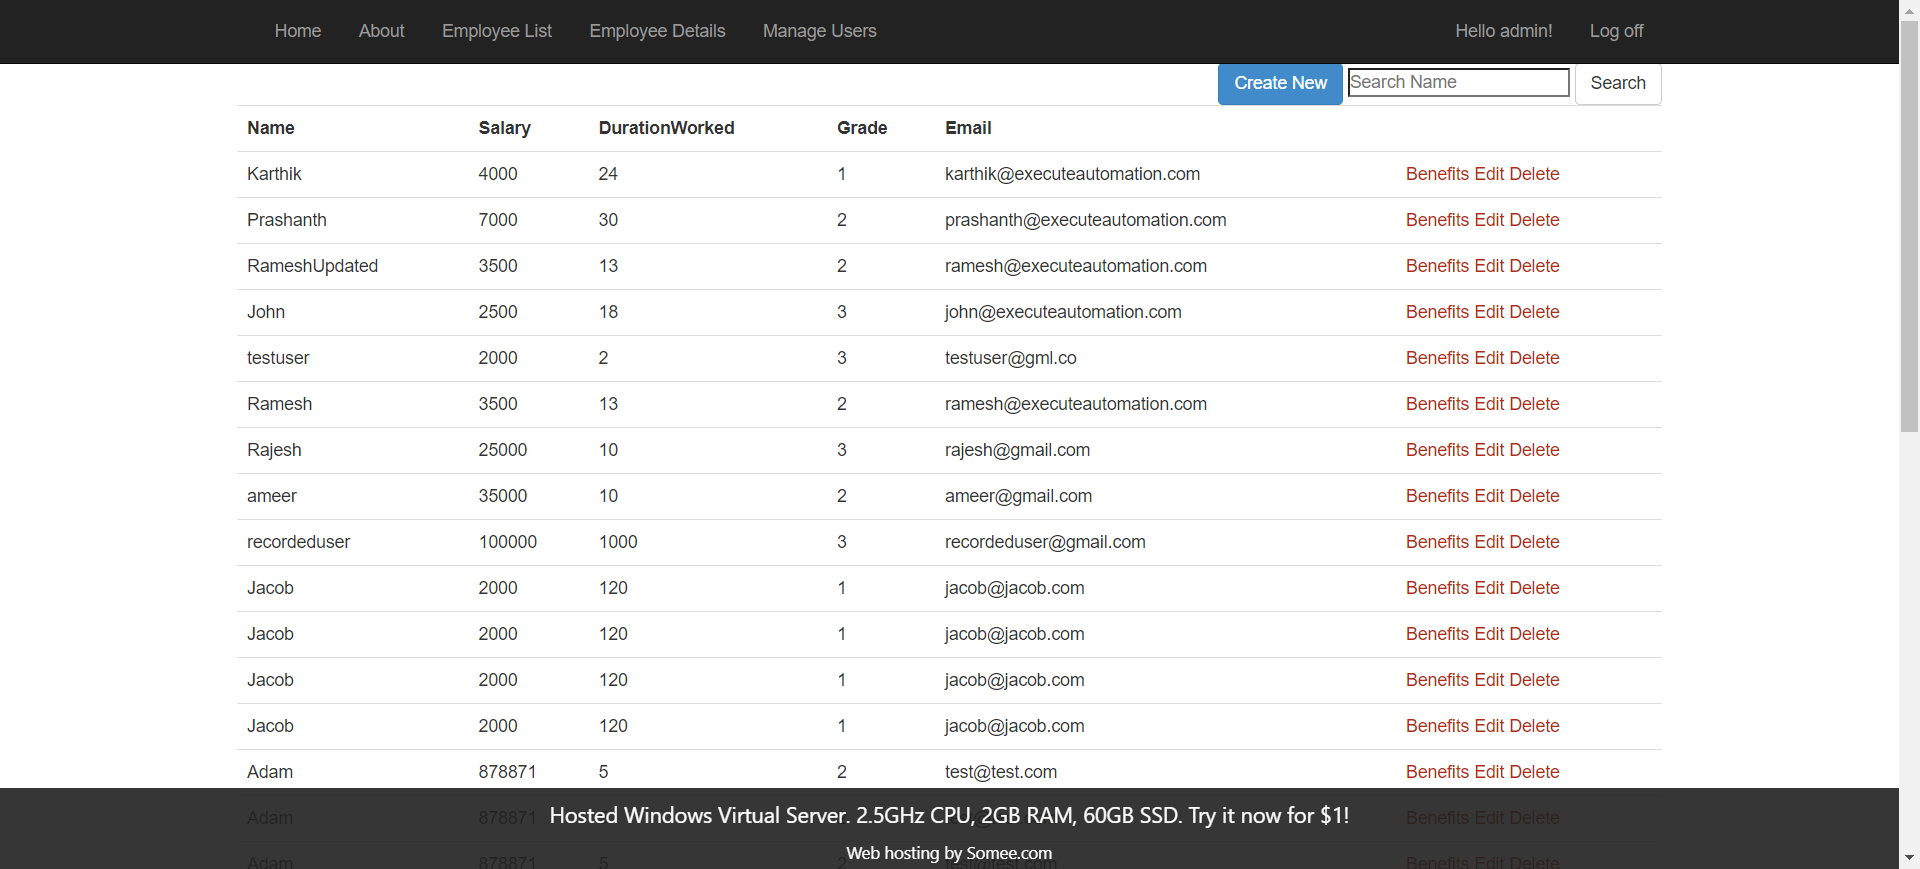 Home About Employee List Employee Details Manage Users Hello admin! Log off
Create New Search Name Search
Name Salary DurationWorked Grade Email
Karthik 4000 24 1 karthik@executeautomation.com Benefits Edit Delete
Prashanth 7000 30 2 prashanth@executeautomation.com Benefits Edit Delete
RameshUpdated 3500 13 2 ramesh@executeautomation.com Benefits Edit Delete
John 2500 18 3 john@executeautomation.com Benefits Edit Delete
testuser 2000 2 3 testuser@gml.co Benefits Edit Delete
Ramesh 3500 13 2 ramesh@executeautomation.com Benefits Edit Delete
Rajesh 25000 10 3 rajesh@gmail.com Benefits Edit Delete
ameer 35000 10 2 ameer@gmail.com Benefits Edit Delete
recordeduser 100000 1000 3 recordeduser@gmail.com Benefits Edit Delete
Jacob 2000 120 1 jacob@jacob.com Benefits Edit Delete
Jacob 2000 120 1 jacob@jacob.com Benefits Edit Delete
Jacob 2000 120 1 jacob@jacob.com Benefits Edit Delete
Jacob 2000 120 1 jacob@jacob.com Benefits Edit Delete
Adam 878871 5 2 test@test.com Benefits Edit Delete
Adam 878871 Benefits Edit Delete
Hosted Windows Virtual Server. 2.5GHz CPU, 2GB RAM, 60GB SSD. Try it now for $1!
Adam 878871 5 2 test@test.com Benefits Edit Delete
Web hosting by Somee.com